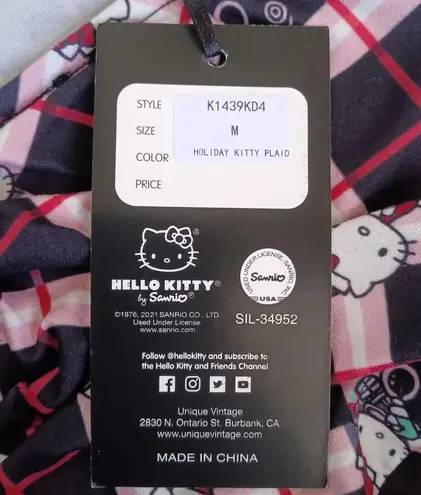 STYLE K1439KD4
SIZE M
COLOR HOLIDAY KITTY PLAID
PRICE
HELLO KITTY®
by Sanrio®
©1976, 2021 SANRIO CO., LTD.
Used Under License.
www.sanrio.com
USED UNDER LICENSE, SANRIO, INC.
Sanrio
USA
SIL-34952
Follow @hellokitty and subscribe to
the Hello Kitty and Friends Channel
Unique Vintage
2830 N. Ontario St. Burbank, CA
www.uniquevintage.com
MADE IN CHINA